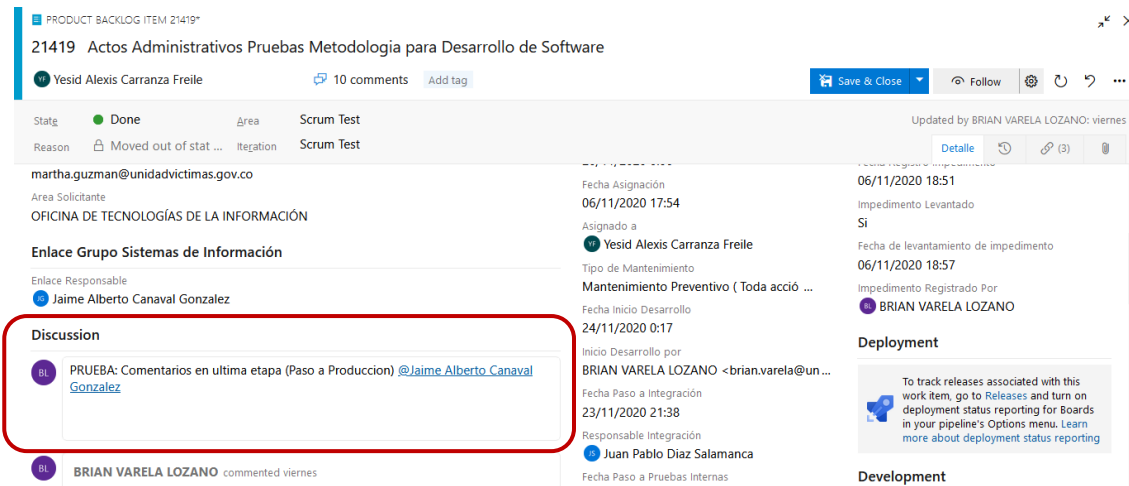 PRODUCT BACKLOG ITEM 21419*
21419 Actos Administrativos Pruebas Metodologia para Desarrollo de Software
YF Yesid Alexis Carranza Freile
10 comments
Add tag
Save & Close
Follow
State
Done
Area
Scrum Test
Updated by BRIAN VARELA LOZANO: viernes
Reason
Moved out of stat ...
Iteration
Scrum Test
Detalle
(3)
martha.guzman@unidadvictimas.gov.co
Area Solicitante
OFICINA DE TECNOLOGÍAS DE LA INFORMACIÓN
Enlace Grupo Sistemas de Información
Enlace Responsable
JG Jaime Alberto Canaval Gonzalez
Discussion
BL
PRUEBA: Comentarios en ultima etapa (Paso a Produccion) @Jaime Alberto Canaval
Gonzalez
BL
BRIAN VARELA LOZANO commented viernes
Fecha Asignación
06/11/2020 17:54
Asignado a
YF Yesid Alexis Carranza Freile
Tipo de Mantenimiento
Mantenimiento Preventivo ( Toda acció ...
Fecha Inicio Desarrollo
24/11/2020 0:17
Inicio Desarrollo por
BRIAN VARELA LOZANO <brian.varela@un...
Fecha Paso a Integración
23/11/2020 21:38
Responsable Integración
JS Juan Pablo Diaz Salamanca
Fecha Paso a Pruebas Internas
06/11/2020 18:51
Impedimento Levantado
Si
Fecha de levantamiento de impedimento
06/11/2020 18:57
Impedimento Registrado Por
BL BRIAN VARELA LOZANO
Deployment
To track releases associated with this
work item, go to Releases and turn on
deployment status reporting for Boards
in your pipeline's Options menu. Learn
more about deployment status reporting
Development